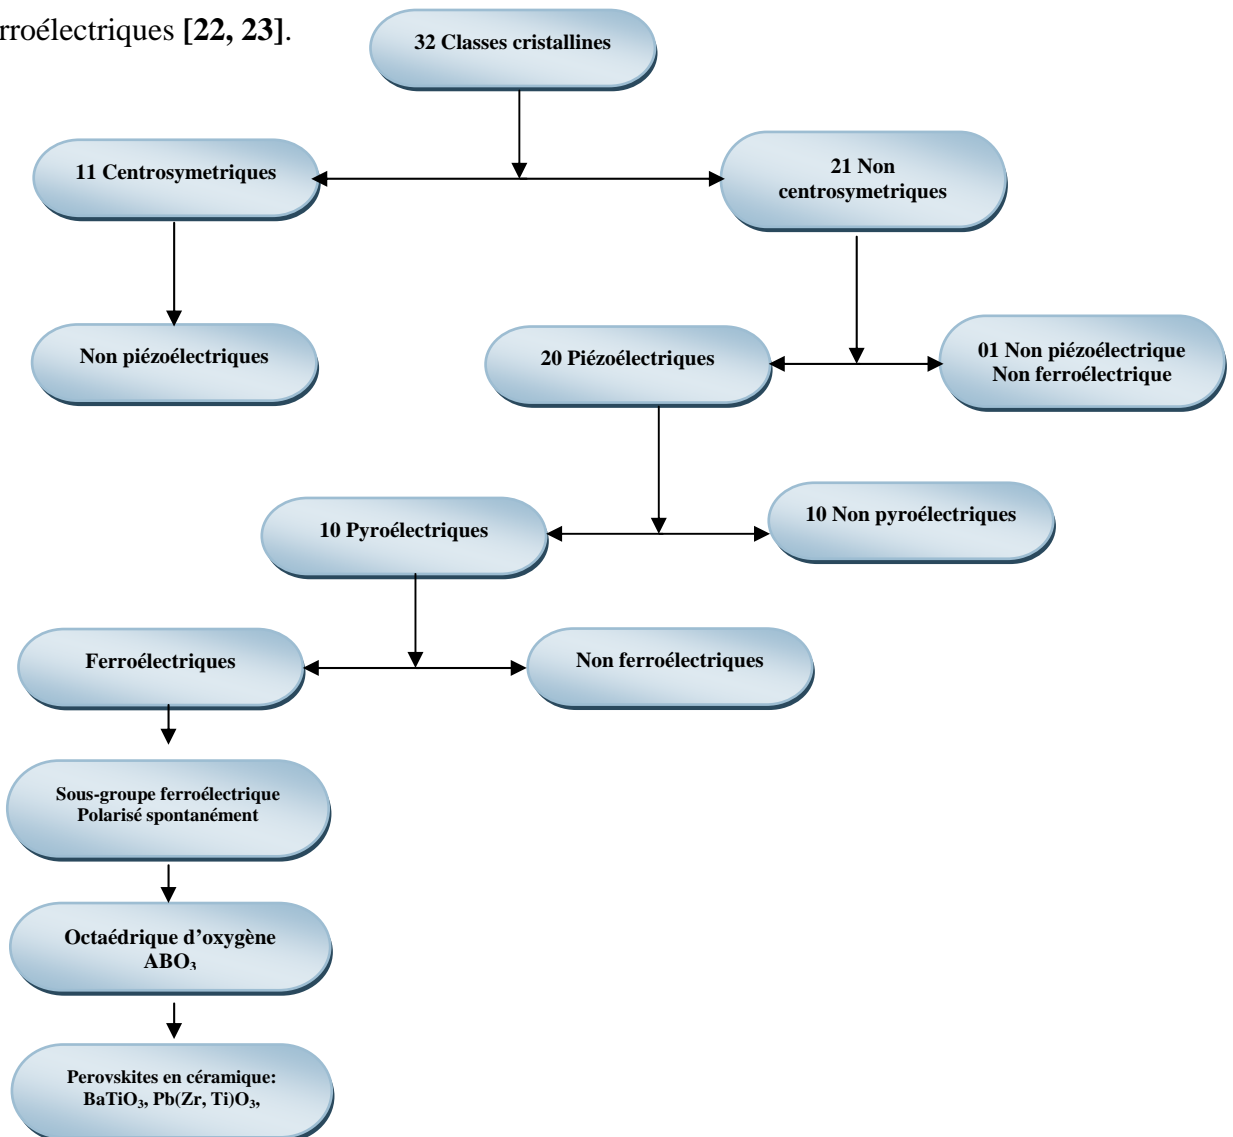 rroélectriques [22, 23].
32 Classes cristallines
11 Centrosymetriques
21 Non
centrosymetriques
Non piézoélectriques
20 Piézoélectriques
01 Non piézoélectrique
Non ferroélectrique
10 Pyroélectriques
10 Non pyroélectriques
Ferroélectriques
Non ferroélectriques
Sous-groupe ferroélectrique
Polarisé spontanément
Octaédrique d’oxygène
ABO₃
Perovskites en céramique:
BaTiO₃, Pb(Zr, Ti)O₃,